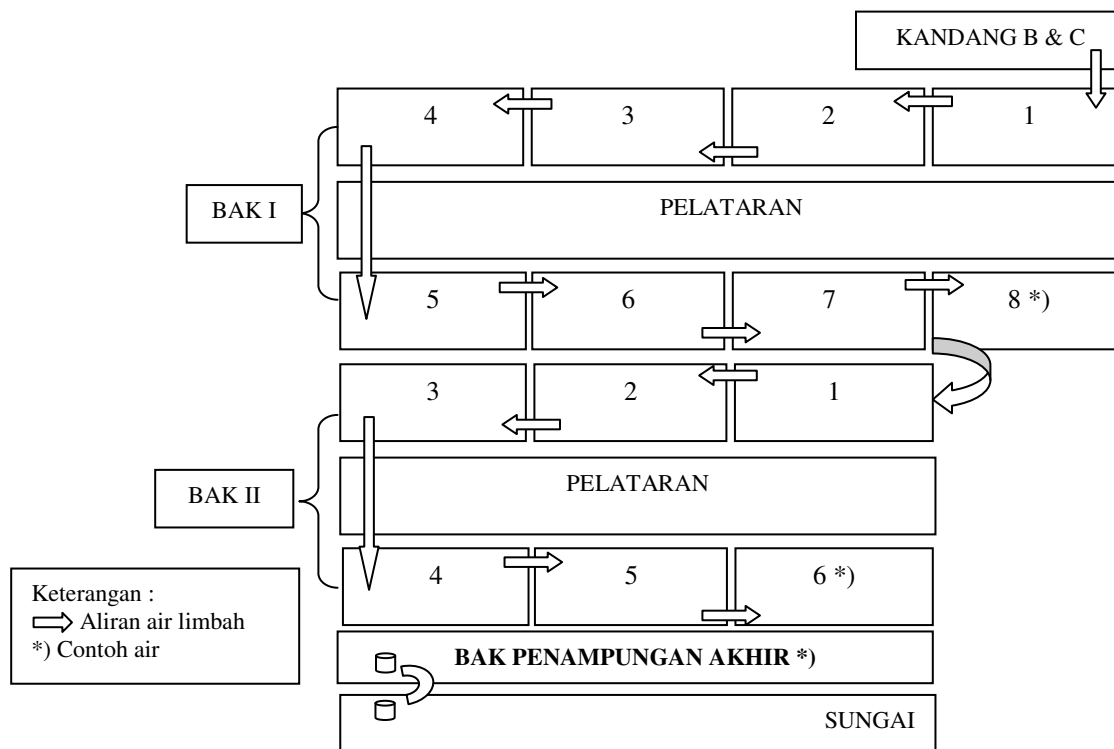 KANDANG B & C
4 3 2 1
BAK I
PELATARAN
5 6 7 8 *)
3 2 1
BAK II
PELATARAN
4 5 6 *)
Keterangan :
Aliran air limbah
*) Contoh air
BAK PENAMPUNGAN AKHIR *)
SUNGAI